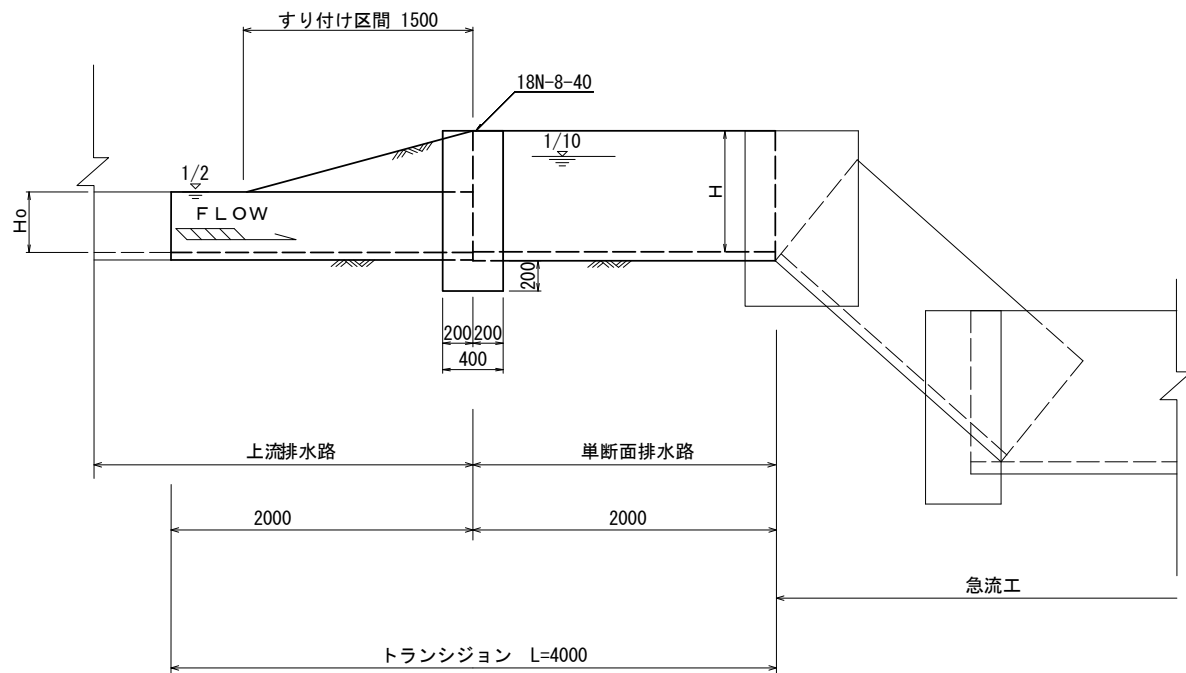 すり付け区間 1500
18N-8-40
1/10
1/2
H
Ho
FLOW
200
200 200
400
上流排水路
単断面排水路
2000
2000
急流工
トランシジョン L=4000